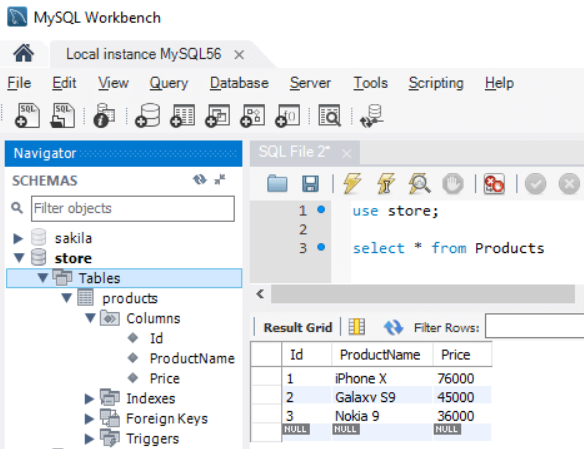 MySQL Workbench
Local instance MySQL56 ×
File Edit View Query Database Server Tools Scripting Help
SQL SQL
Navigator
SQL File 2* ×
SCHEMAS
Filter objects
sakila
store
Tables
products
Columns
Id
ProductName
Price
Indexes
Foreign Keys
Triggers
1 use store;
2
3 select * from Products
Result Grid Filter Rows:
Id ProductName Price
1 iPhone X 76000
2 Galaxy S9 45000
3 Nokia 9 36000
NULL NULL NULL